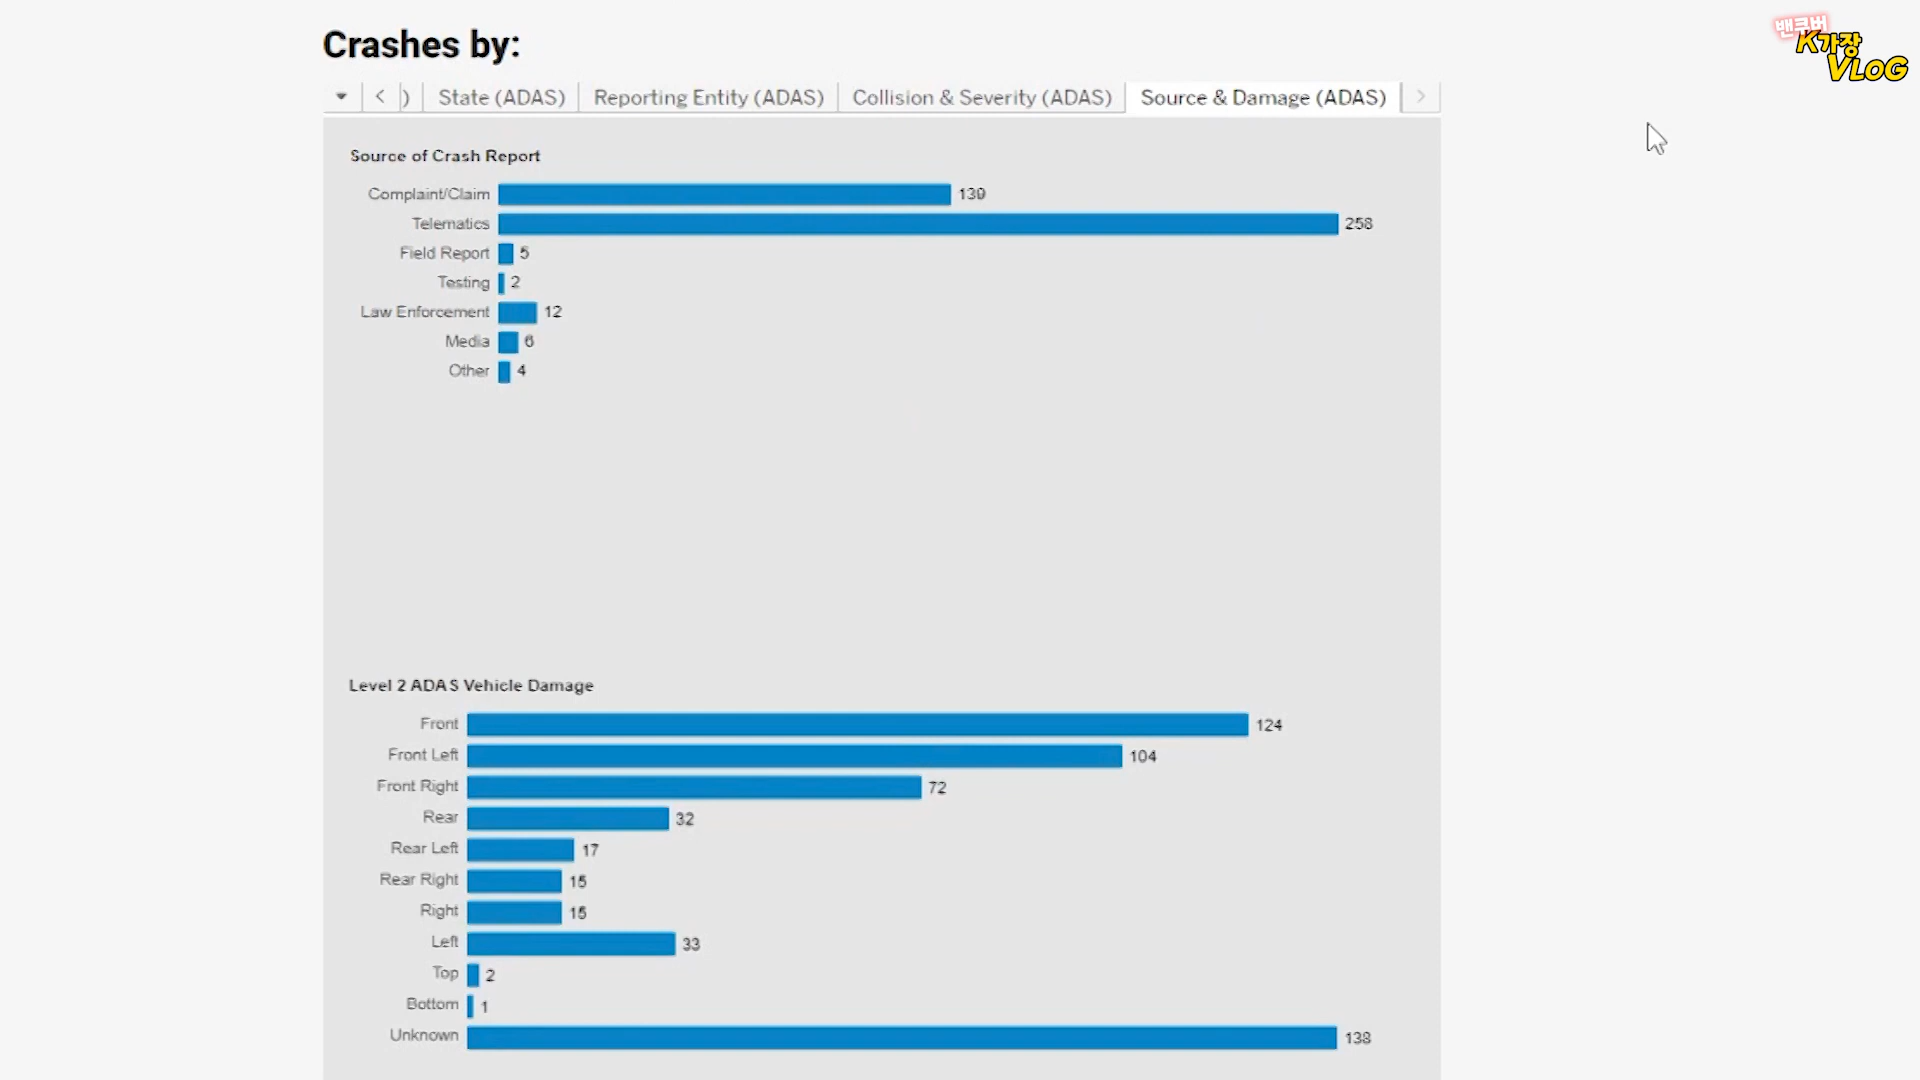 밴쿠버
K가장
VLOG
Crashes by:
) State (ADAS) Reporting Entity (ADAS) Collision & Severity (ADAS) Source & Damage (ADAS)
Source of Crash Report
Complaint/Claim 139
Telematics 258
Field Report 5
Testing 2
Law Enforcement 12
Media 6
Other 4
Level 2 ADAS Vehicle Damage
Front 124
Front Left 104
Front Right 72
Rear 32
Rear Left 17
Rear Right 15
Right 15
Left 33
Top 2
Bottom 1
Unknown 138